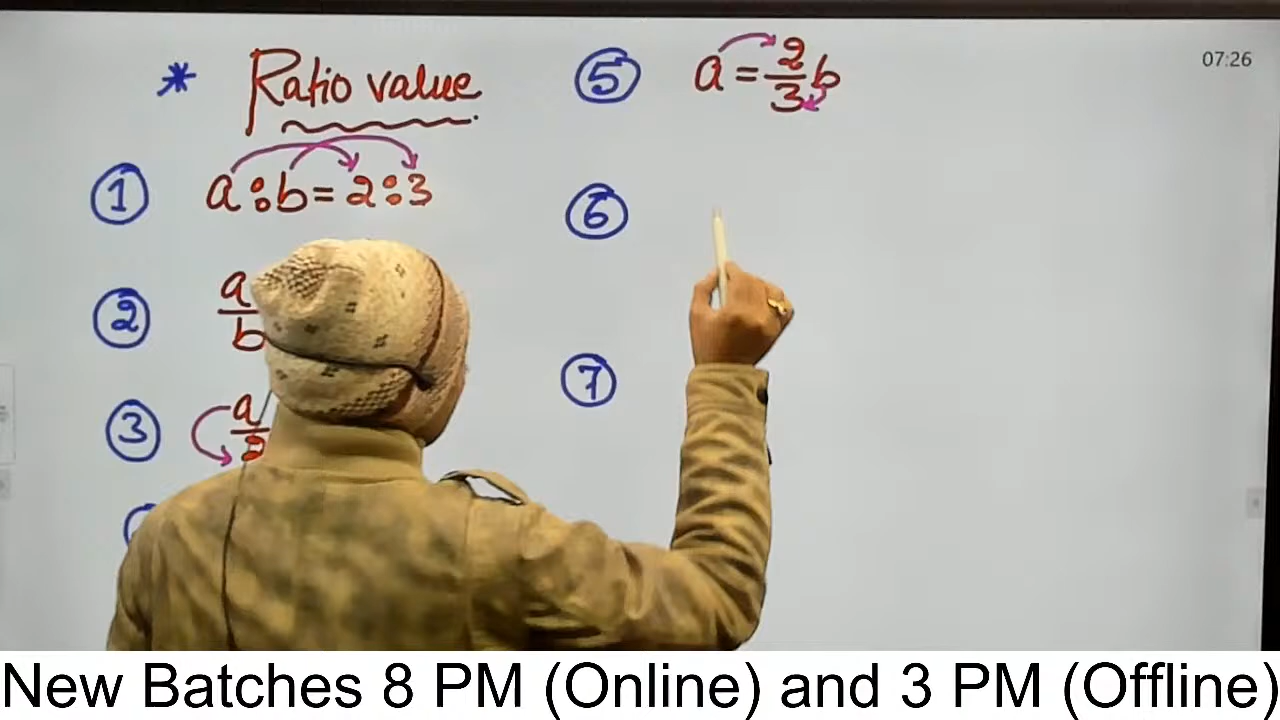 * Ratio value
① a:b = 2:3
② a/b
③ a/2
⑤ a = 2/3 b
⑥
⑦
07:26
New Batches 8 PM (Online) and 3 PM (Offline)